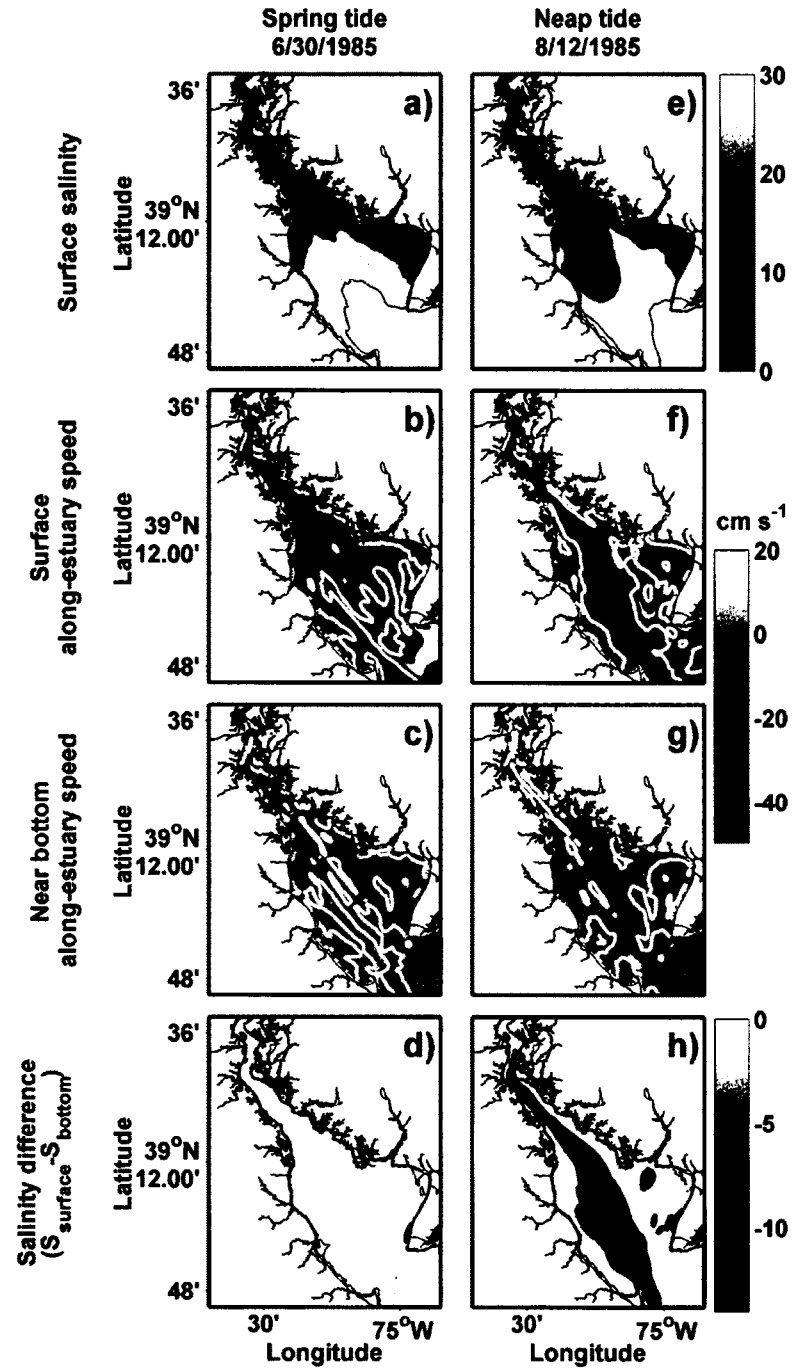 Spring tide
6/30/1985
Neap tide
8/12/1985
Surface salinity
Latitude
36'
39°N
12.00'
48'
a)
e)
30
20
10
0
Surface
along-estuary speed
Latitude
36'
39°N
12.00'
48'
b)
f)
cm s-1
20
0
-20
-40
Near bottom
along-estuary speed
Latitude
36'
39°N
12.00'
48'
c)
g)
Salinity difference
(Ssurface-Sbottom)
Latitude
36'
39°N
12.00'
48'
d)
h)
0
-5
-10
30'
75°W
Longitude
30'
75°W
Longitude